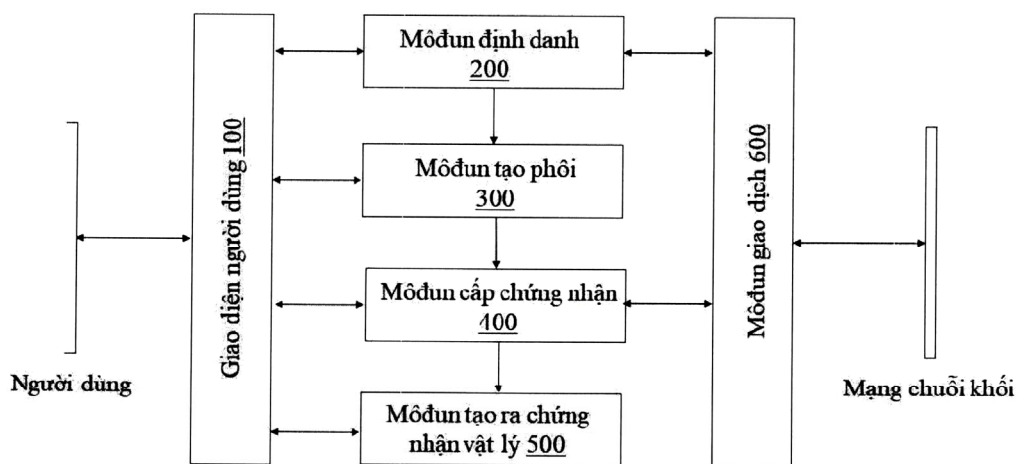 Môđun định danh
200
Môđun tạo phôi
300
Môđun cấp chứng nhận
400
Môđun tạo ra chứng
nhận vật lý 500
Giao diện người dùng 100
Môđun giao dịch 600
Người dùng
Mạng chuỗi khối